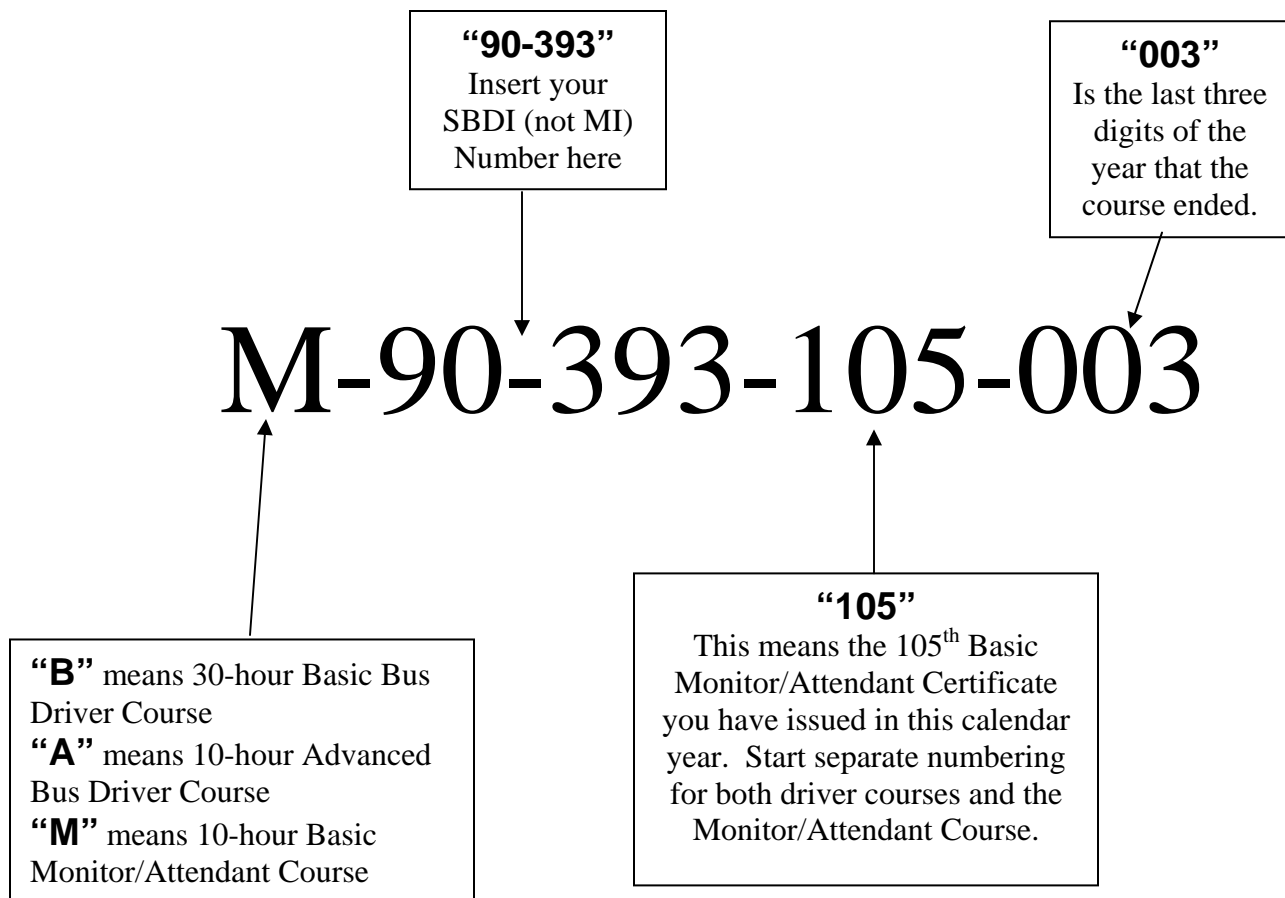 “90-393”
Insert your
SBDI (not MI)
Number here
“003”
Is the last three
digits of the
year that the
course ended.
M-90-393-105-003
“B” means 30-hour Basic Bus
Driver Course
“A” means 10-hour Advanced
Bus Driver Course
“M” means 10-hour Basic
Monitor/Attendant Course
“105”
This means the 105th Basic
Monitor/Attendant Certificate
you have issued in this calendar
year.  Start separate numbering
for both driver courses and the
Monitor/Attendant Course.